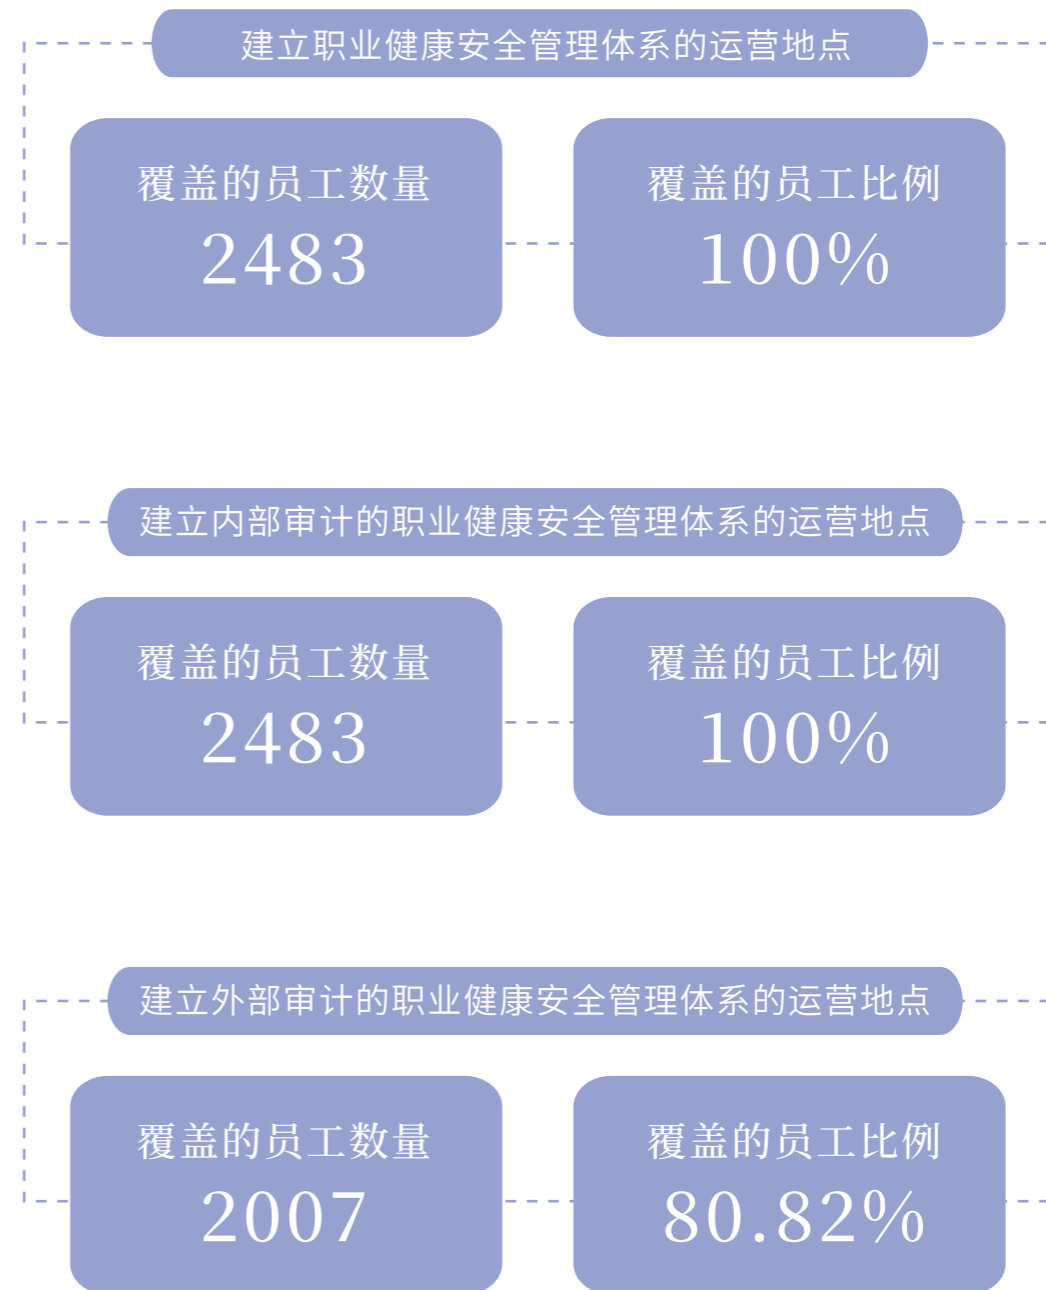 建立职业健康安全管理体系的运营地点
覆盖的员工数量
2483
覆盖的员工比例
100%
建立内部审计的职业健康安全管理体系的运营地点
覆盖的员工数量
2483
覆盖的员工比例
100%
建立外部审计的职业健康安全管理体系的运营地点
覆盖的员工数量
2007
覆盖的员工比例
80.82%